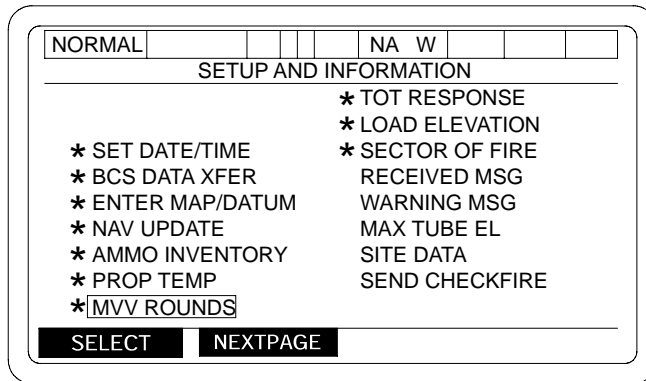 NORMAL NA W
SETUP AND INFORMATION
* TOT RESPONSE
* LOAD ELEVATION
* SET DATE/TIME * SECTOR OF FIRE
* BCS DATA XFER RECEIVED MSG
* ENTER MAP/DATUM WARNING MSG
* NAV UPDATE MAX TUBE EL
* AMMO INVENTORY SITE DATA
* PROP TEMP SEND CHECKFIRE
* MVV ROUNDS
SELECT NEXTPAGE